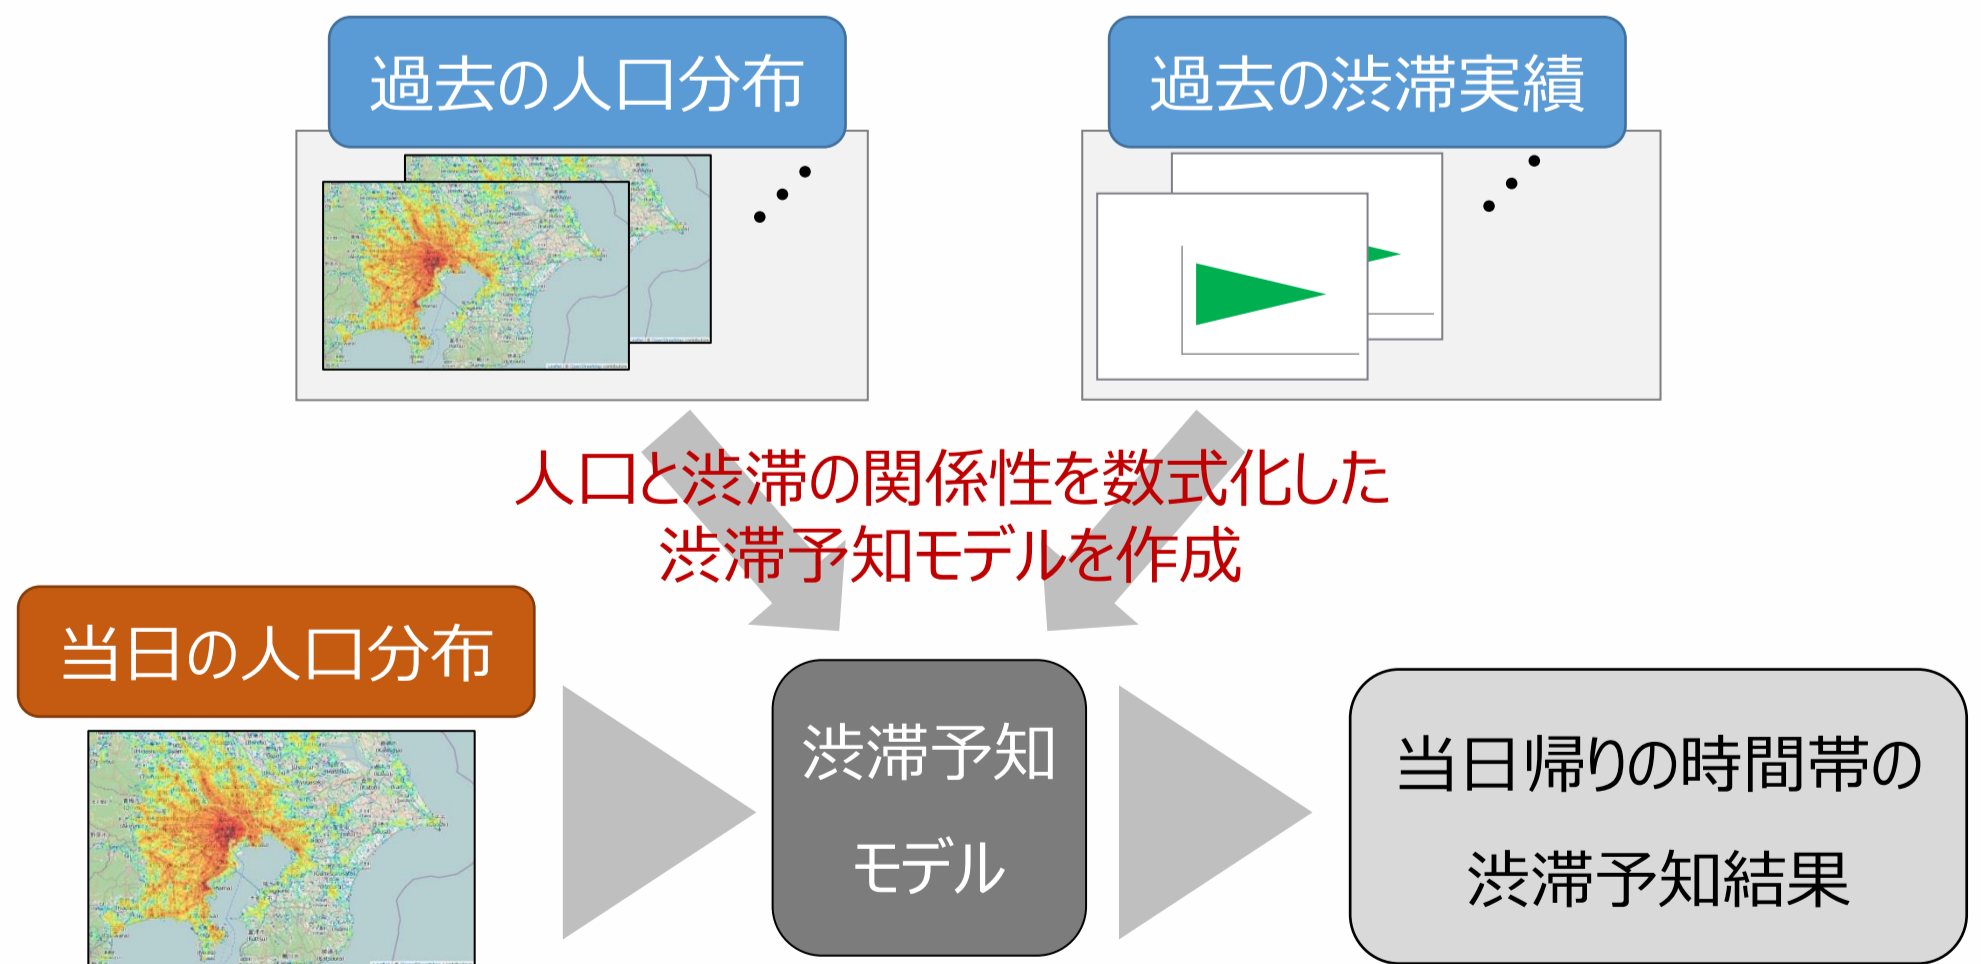 過去の人口分布
過去の渋滞実績
人口と渋滞の関係性を数式化した
渋滞予知モデルを作成
当日の人口分布
渋滞予知
モデル
当日帰りの時間帯の
渋滞予知結果